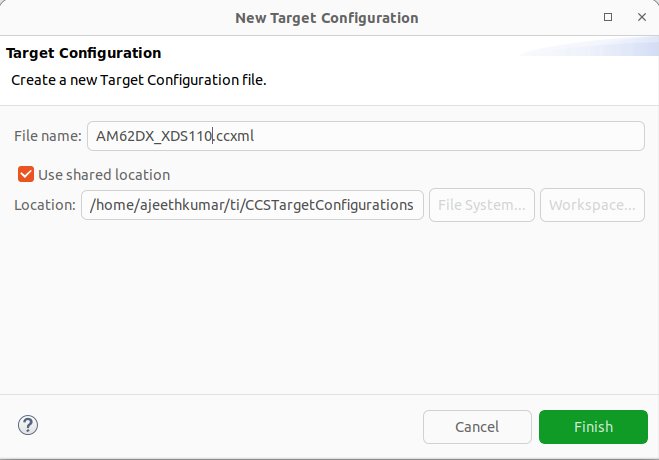 New Target Configuration
Target Configuration
Create a new Target Configuration file.
File name: AM62DX_XDS110.ccxml
Use shared location
Location: /home/ajeethkumar/ti/CCSTargetConfigurations File System... Workspace...
? Cancel Finish